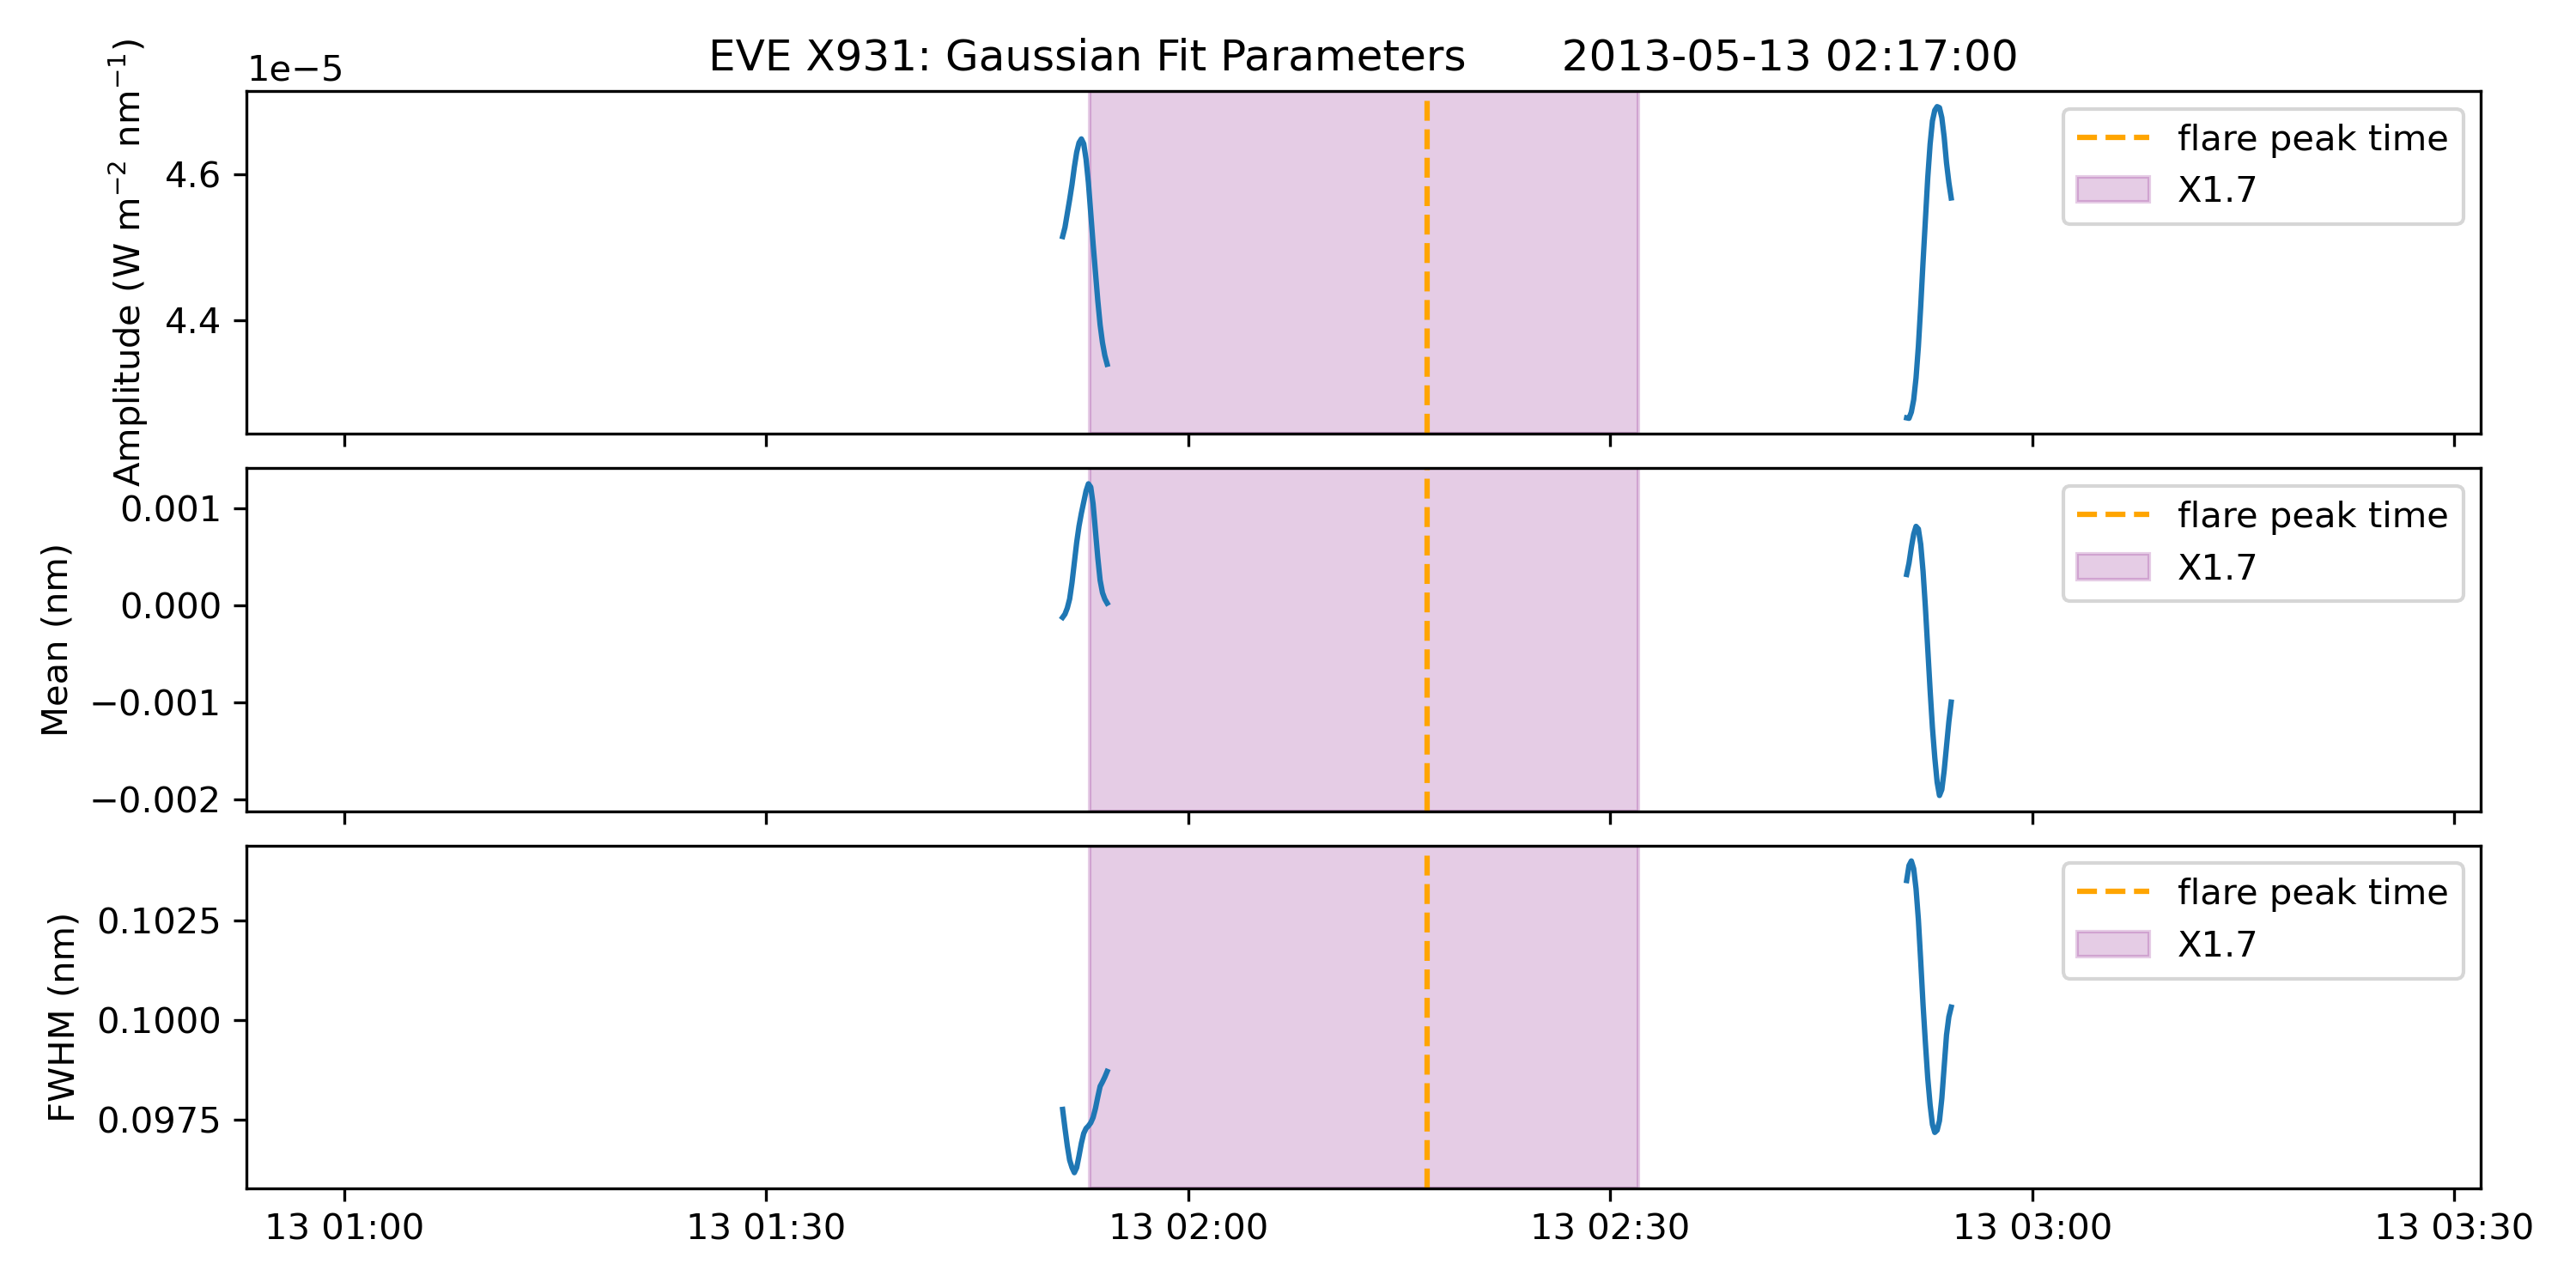 EVE X931: Gaussian Fit Parameters 2013-05-13 02:17:00
1e−5
Amplitude (W m⁻² nm⁻¹)
4.6
4.4
flare peak time
X1.7
Mean (nm)
0.001
0.000
−0.001
−0.002
flare peak time
X1.7
FWHM (nm)
0.1025
0.1000
0.0975
flare peak time
X1.7
13 01:00 13 01:30 13 02:00 13 02:30 13 03:00 13 03:30